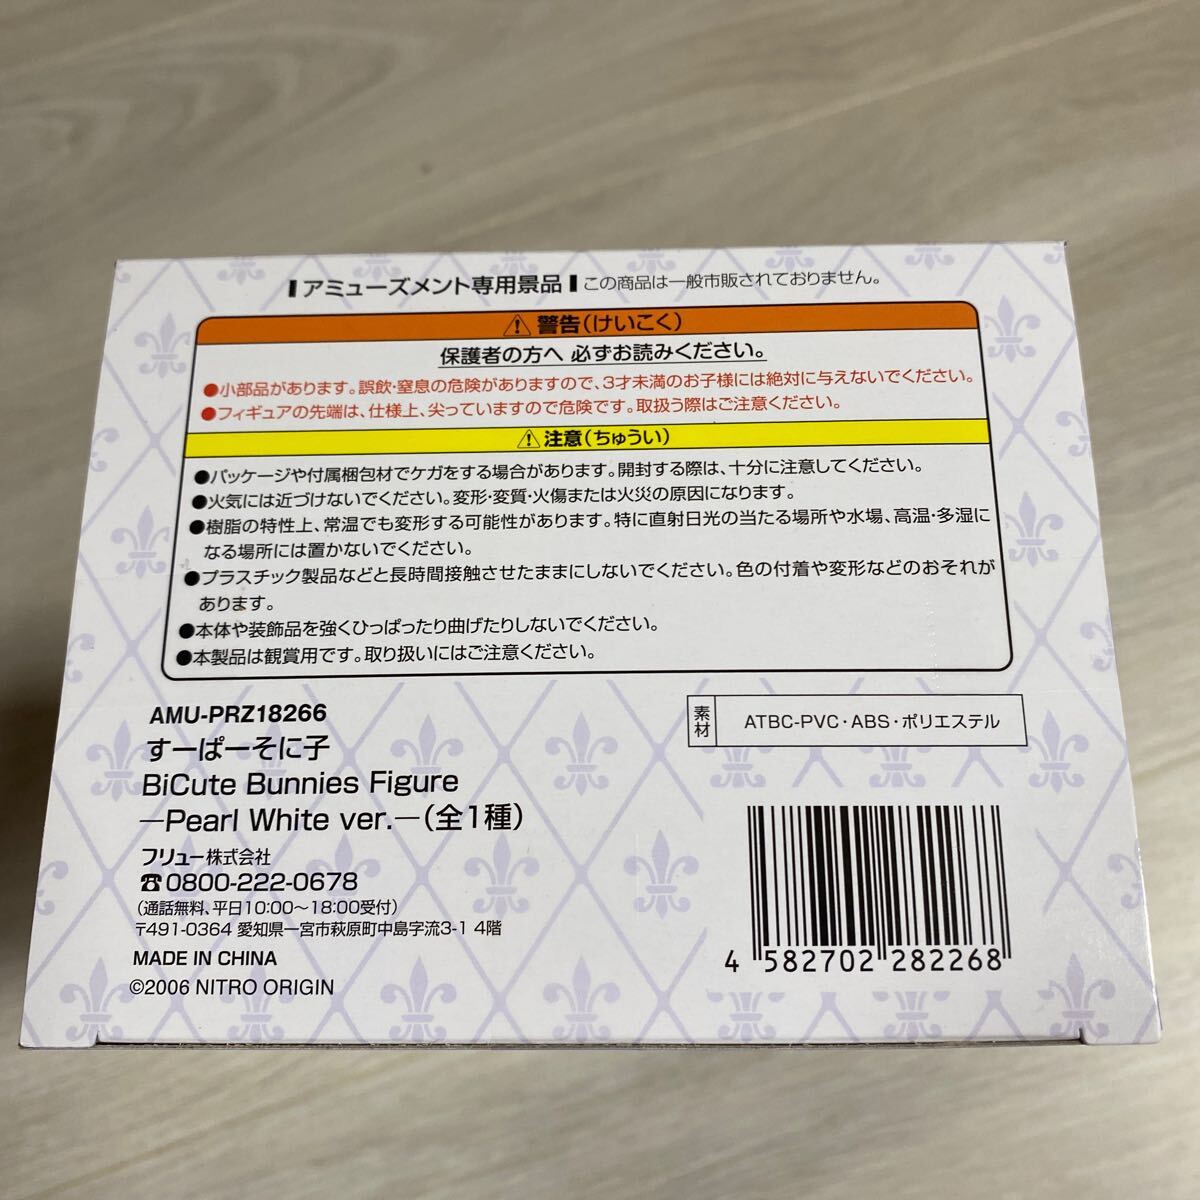 アミューズメント専用景品 この商品は一般市販されておりません。
警告(けいこく)
保護者の方へ 必ずお読みください。
●小部品があります。誤飲・窒息の危険がありますので、3才未満のお子様には絶対に与えないでください。
●フィギュアの先端は、仕様上、尖っていますので危険です。取扱う際はご注意ください。
注意(ちゅうい)
●パッケージや付属梱包材でケガをする場合があります。開封する際は、十分に注意してください。
●火気には近づけないでください。変形・変質・火傷または火災の原因になります。
●樹脂の特性上、常温でも変形する可能性があります。特に直射日光の当たる場所や水場、高温・多湿に
なる場所には置かないでください。
●プラスチック製品などと長時間接触させたままにしないでください。色の付着や変形などのおそれが
あります。
●本体や装飾品を強くひっぱったり曲げたりしないでください。
●本製品は観賞用です。取り扱いにはご注意ください。
AMU-PRZ18266
すーぱーそに子
BiCute Bunnies Figure
―Pearl White ver.―(全1種)
フリュー株式会社
☎0800-222-0678
(通話無料、平日10:00〜18:00受付)
〒491-0364 愛知県一宮市萩原町中島字流3-1 4階
MADE IN CHINA
©2006 NITRO ORIGIN
素材 ATBC-PVC・ABS・ポリエステル
4 582702 282268